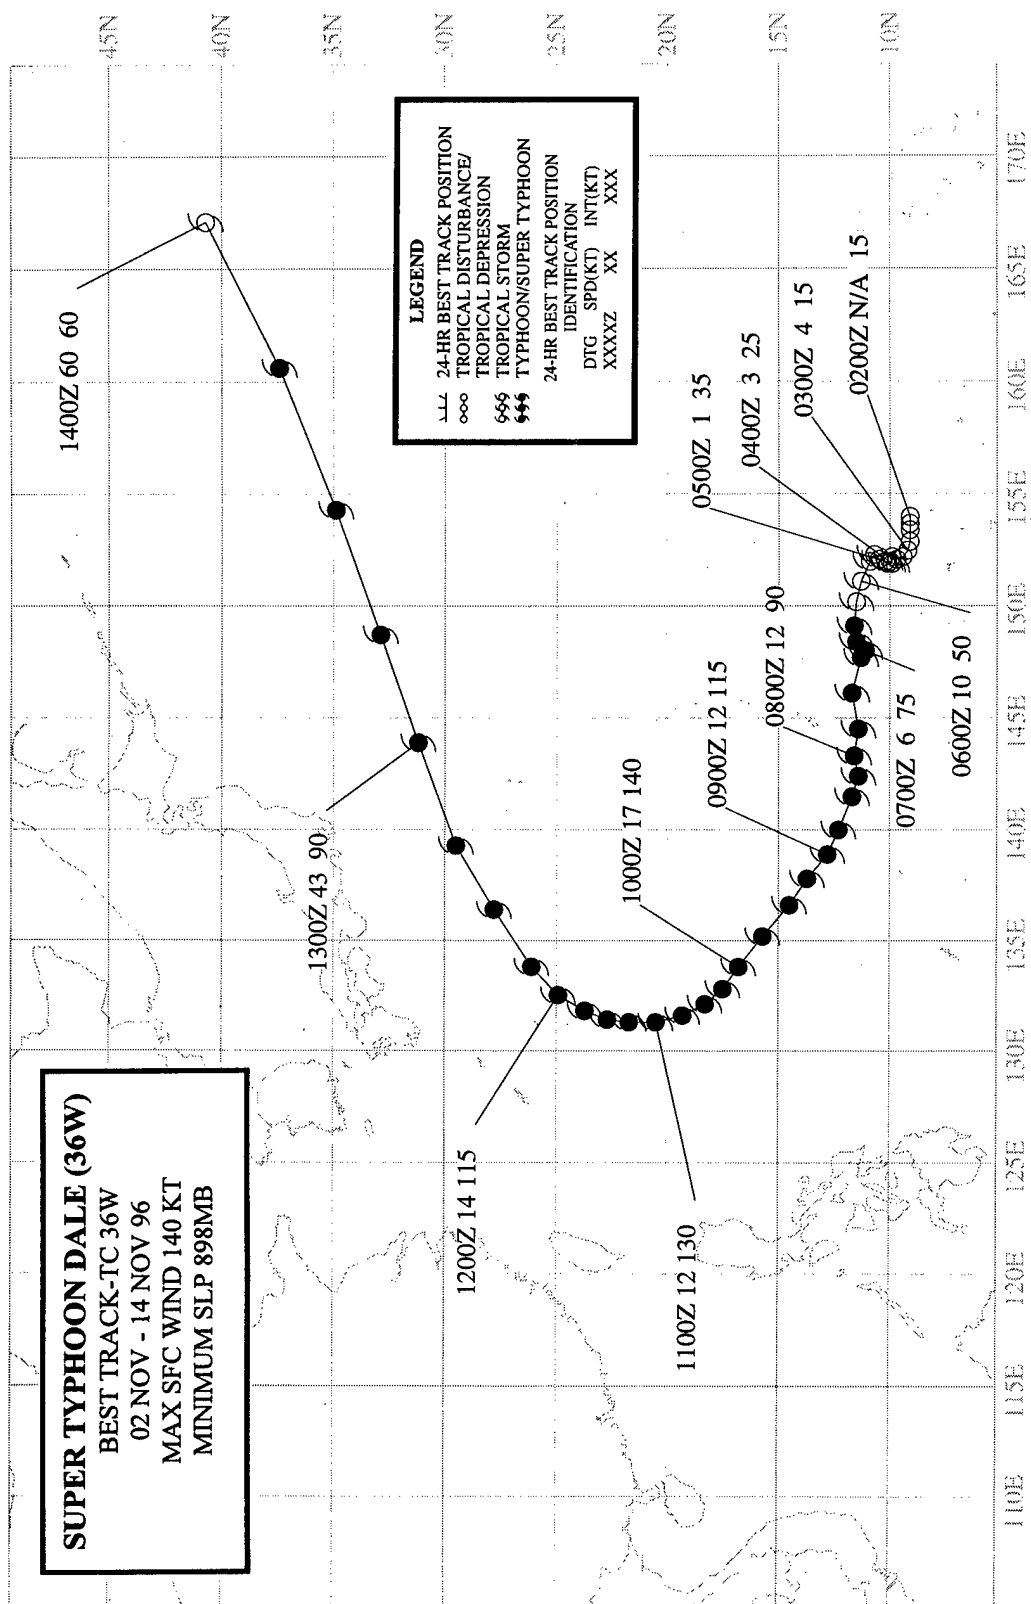 SUPER TYPHOON DALE (36W)
BEST TRACK-TC 36W
02 NOV - 14 NOV 96
MAX SFC WIND 140 KT
MINIMUM SLP 898MB
LEGEND
24-HR BEST TRACK POSITION
TROPICAL DISTURBANCE/
TROPICAL DEPRESSION
TROPICAL STORM
TYPHOON/SUPER TYPHOON
24-HR BEST TRACK POSITION
IDENTIFICATION
DTG SPD(KT) INT(KT)
XXXXZ XX XXX
1400Z 60 60
1300Z 43 90
1200Z 14 115
1100Z 12 130
1000Z 17 140
0900Z 12 115
0800Z 12 90
0700Z 6 75
0600Z 10 50
0500Z 1 35
0400Z 3 25
0300Z 4 15
0200Z N/A 15
45N
40N
35N
30N
25N
20N
15N
10N
110E
115E
120E
125E
130E
135E
140E
145E
150E
155E
160E
165E
170E